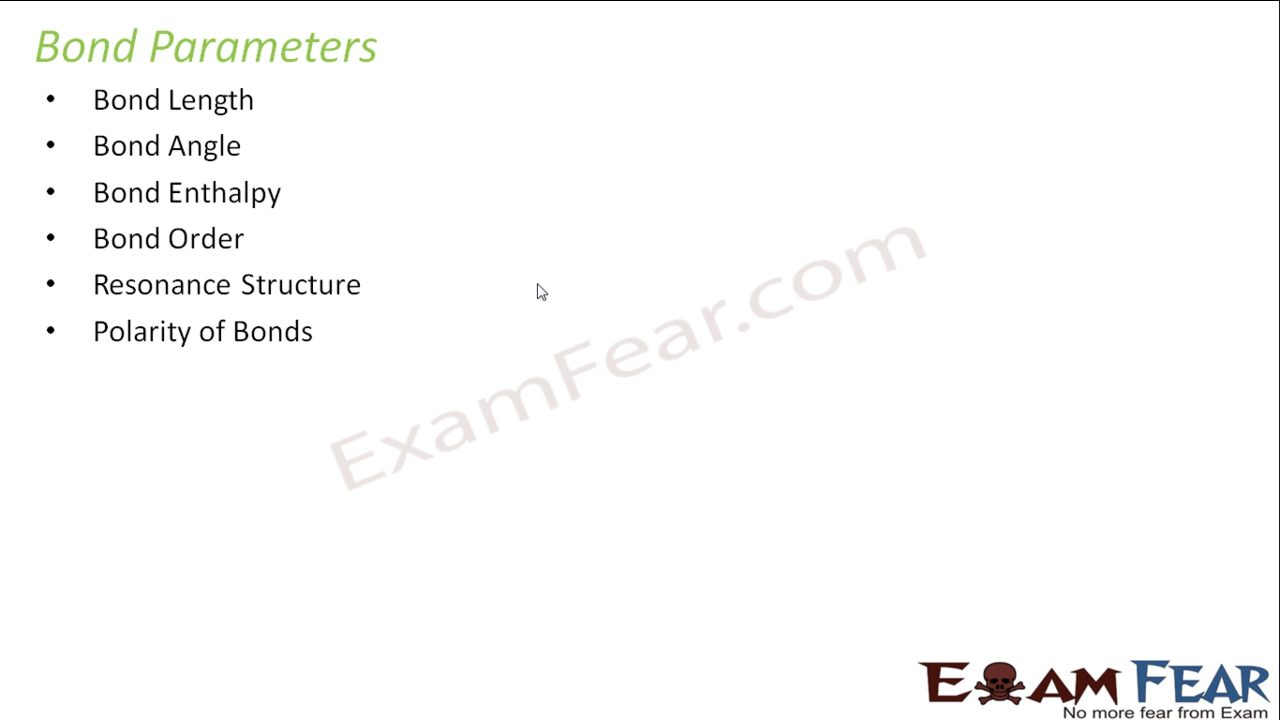 Bond Parameters
• Bond Length
• Bond Angle
• Bond Enthalpy
• Bond Order
• Resonance Structure
• Polarity of Bonds
ExamFear.com
EXAM FEAR
No more fear from Exam